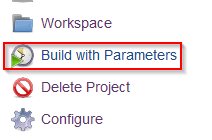 Workspace
Build with Parameters
Delete Project
Configure